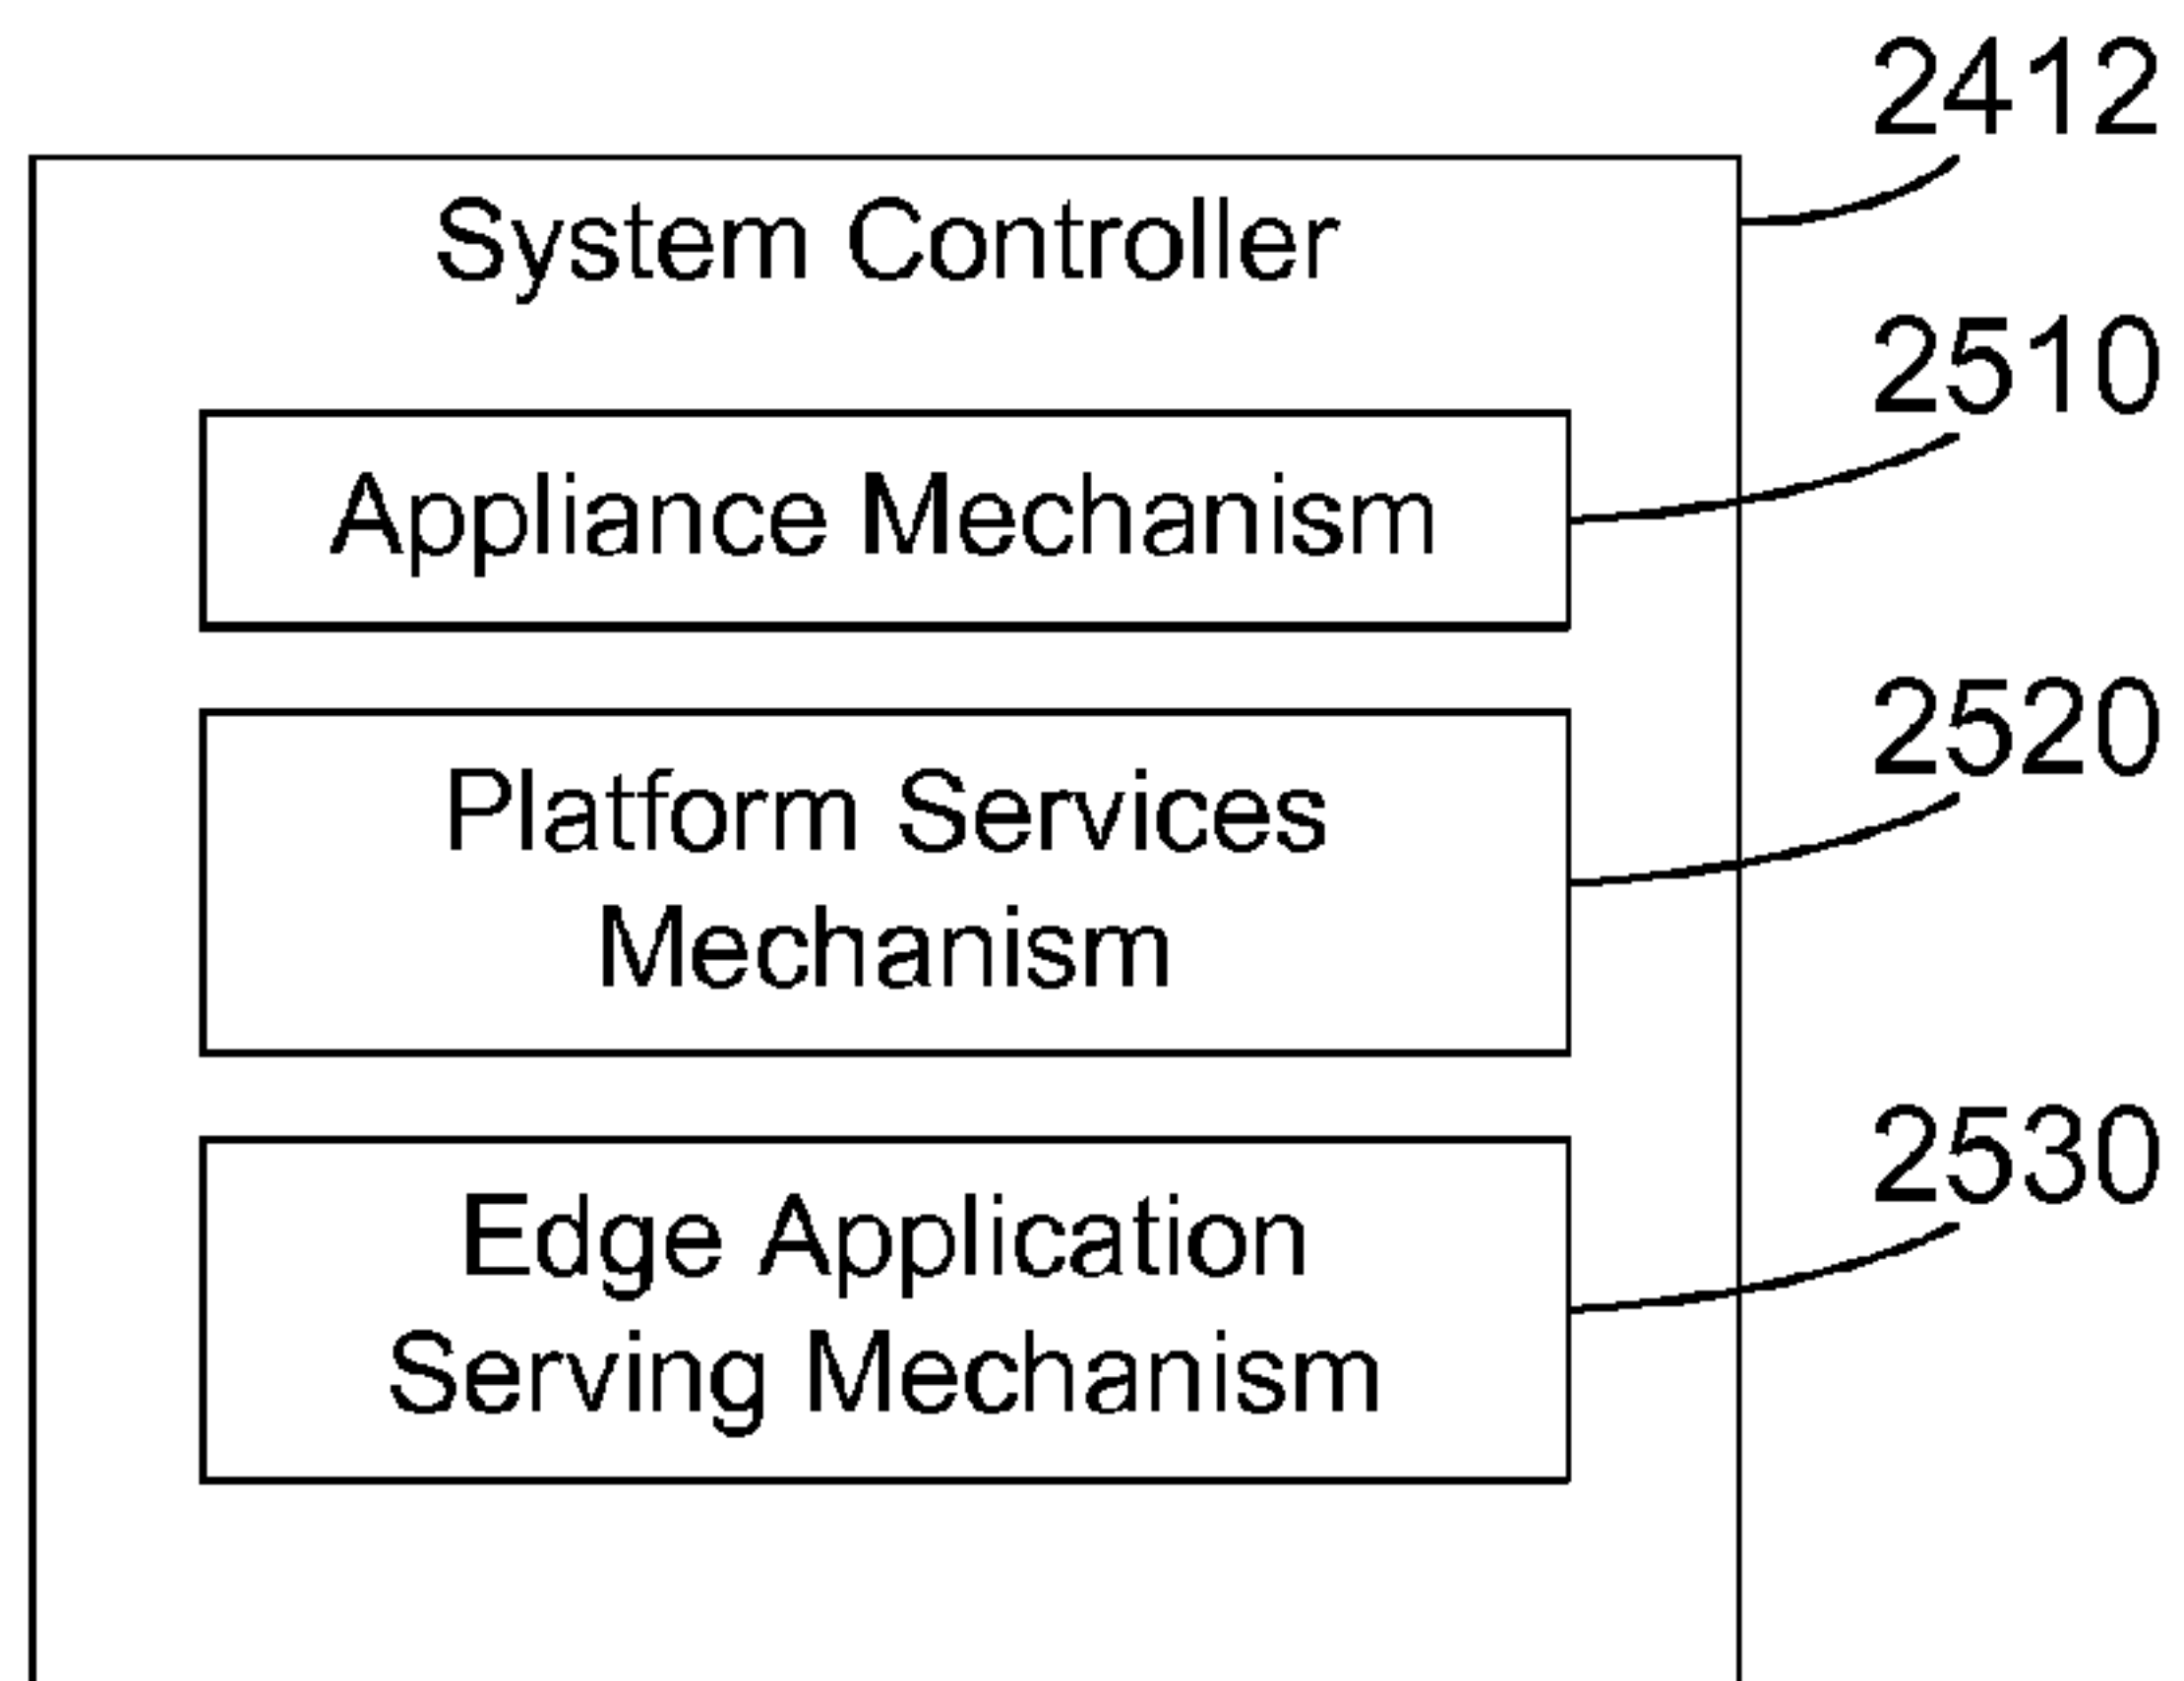 2412
System Controller
2510
Appliance Mechanism
2520
Platform Services
Mechanism
2530
Edge Application
Serving Mechanism